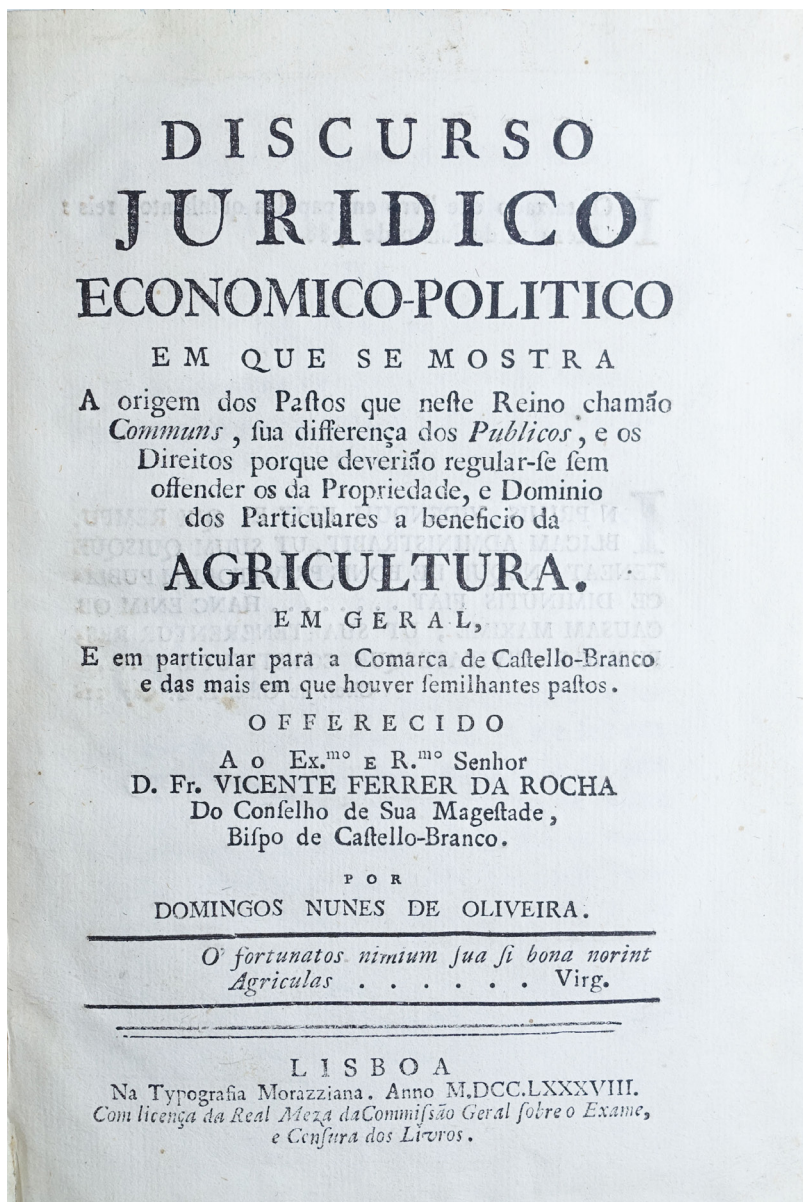 DISCURSO
JURIDICO
ECONOMICO-POLITICO
EM QUE SE MOSTRA
A origem dos Paſtos que neſte Reino chamão
Communs, ſua differença dos Publicos, e os
Direitos porque deverião regular-ſe ſem
offender os da Propriedade, e Dominio
dos Particulares a beneficio da
AGRICULTURA.
EM GERAL,
E em particular para a Comarca de Caſtello-Branco
e das mais em que houver ſemilhantes paſtos.
OFFERECIDO
AO Ex.mo E R.mo Senhor
D. Fr. VICENTE FERRER DA ROCHA
Do Conſelho de Sua Mageſtade,
Biſpo de Caſtello-Branco.
POR
DOMINGOS NUNES DE OLIVEIRA.
O' fortunatos nimium ſua ſi bona norint
Agriculas . . . . . . Virg.
LISBOA
Na Typografia Morazziana. Anno M.DCC.LXXXVIII.
Com licença da Real Meza da Commiſsão Geral ſobre o Exame,
e Cenſura dos Livros.